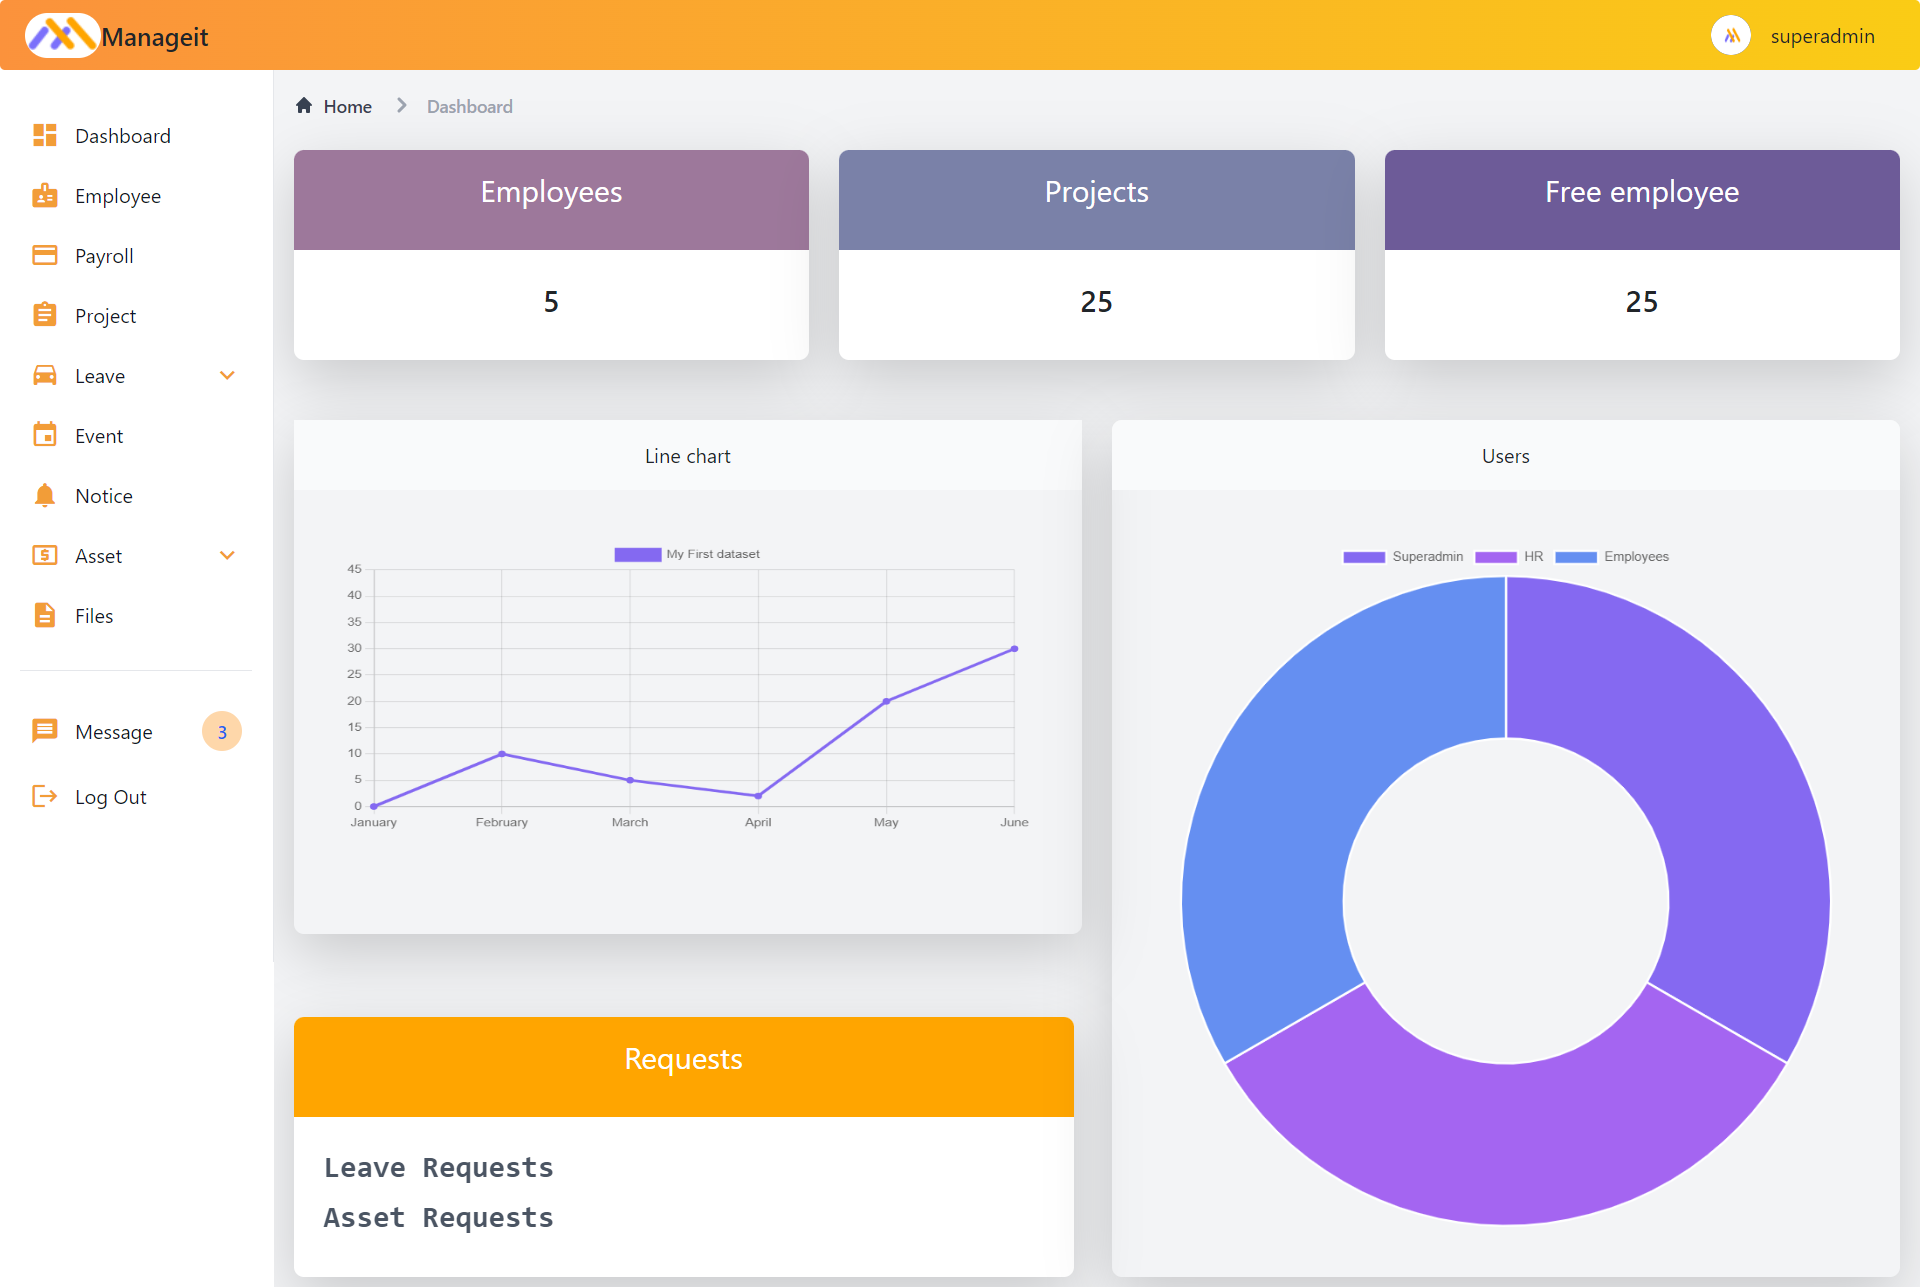 Manageit
superadmin
Home
Dashboard
Dashboard
Employee
Payroll
Project
Leave
Event
Notice
Asset
$
Files
Message
3
Log Out
Employees
5
Projects
25
Free employee
25
Line chart
My First dataset
45
40
35
30
25
20
15
10
5
0
January February March April May June
Users
Superadmin HR Employees
Requests
Leave Requests
Asset Requests